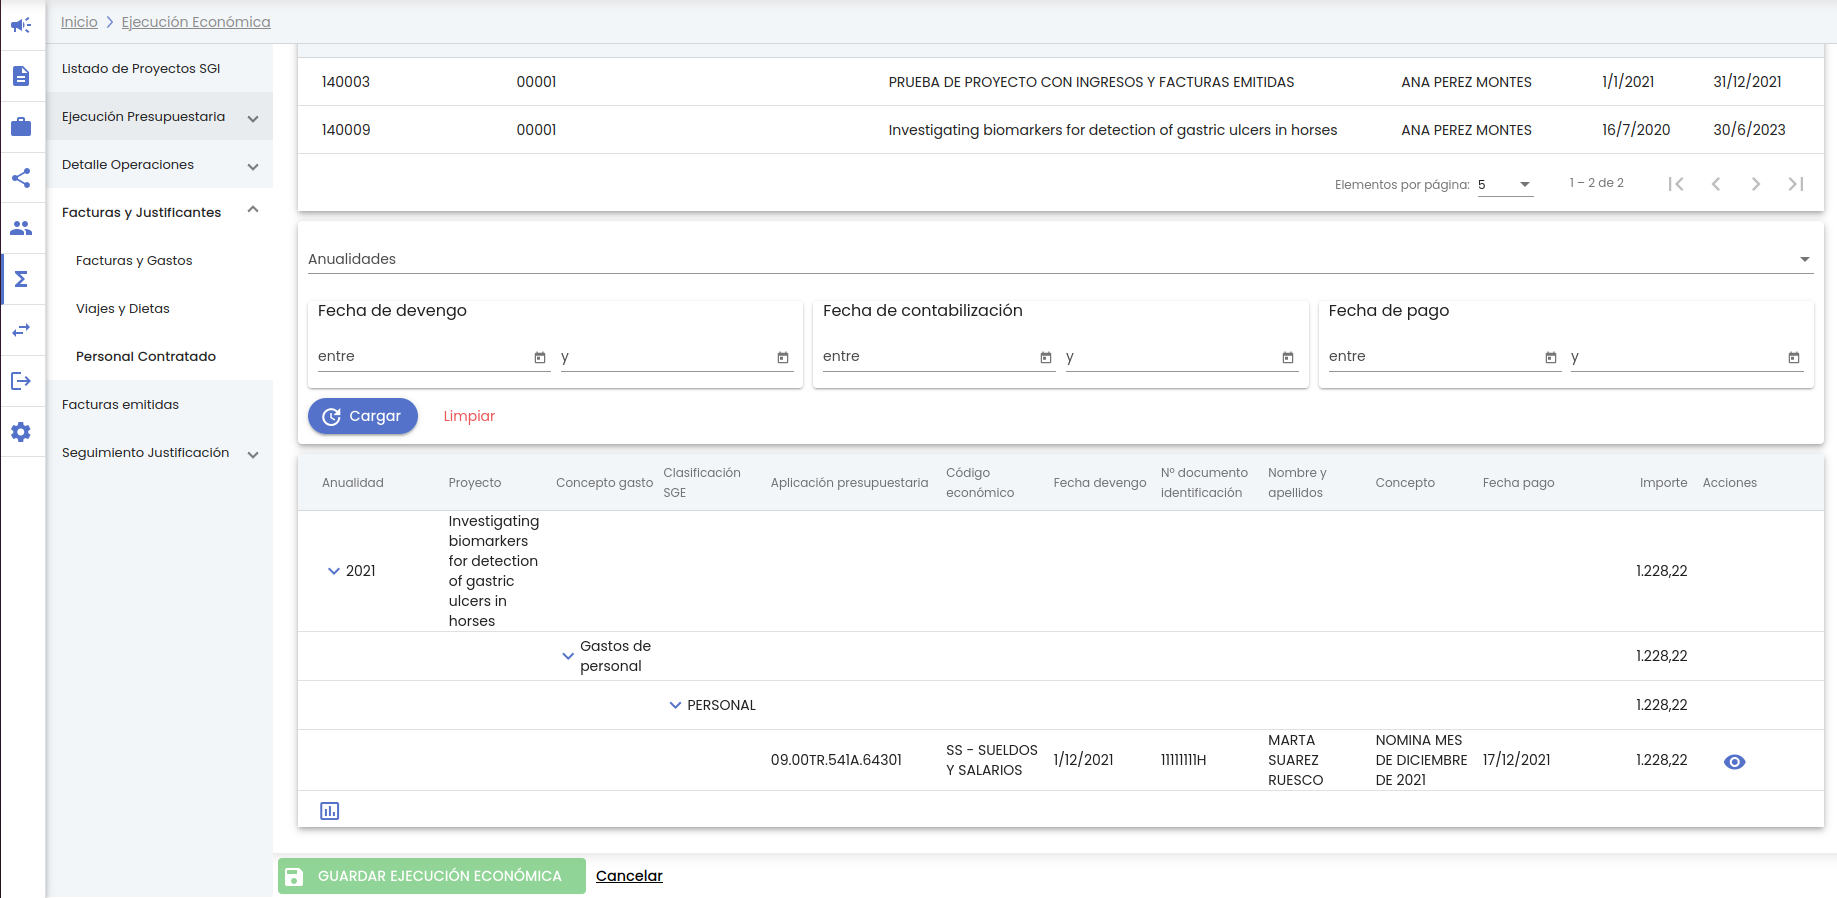 Inicio > Ejecución Económica
Listado de Proyectos SGI
Ejecución Presupuestaria
Detalle Operaciones
Facturas y Justificantes
Facturas y Gastos
Viajes y Dietas
Personal Contratado
Facturas emitidas
Seguimiento Justificación
140003 00001 PRUEBA DE PROYECTO CON INGRESOS Y FACTURAS EMITIDAS ANA PEREZ MONTES 1/1/2021 31/12/2021
140009 00001 Investigating biomarkers for detection of gastric ulcers in horses ANA PEREZ MONTES 16/7/2020 30/6/2023
Elementos por página: 5 1 – 2 de 2
Anualidades
Fecha de devengo Fecha de contabilización Fecha de pago
entre y entre y entre y
Cargar Limpiar
Anualidad Proyecto Concepto gasto Clasificación SGE Aplicación presupuestaria Código económico Fecha devengo Nº documento identificación Nombre y apellidos Concepto Fecha pago Importe Acciones
2021 Investigating biomarkers for detection of gastric ulcers in horses 1.228,22
Gastos de personal 1.228,22
PERSONAL 1.228,22
09.00TR.541A.64301 SS - SUELDOS Y SALARIOS 1/12/2021 11111111H MARTA SUAREZ RUESCO NOMINA MES DE DICIEMBRE DE 2021 17/12/2021 1.228,22
GUARDAR EJECUCIÓN ECONÓMICA Cancelar